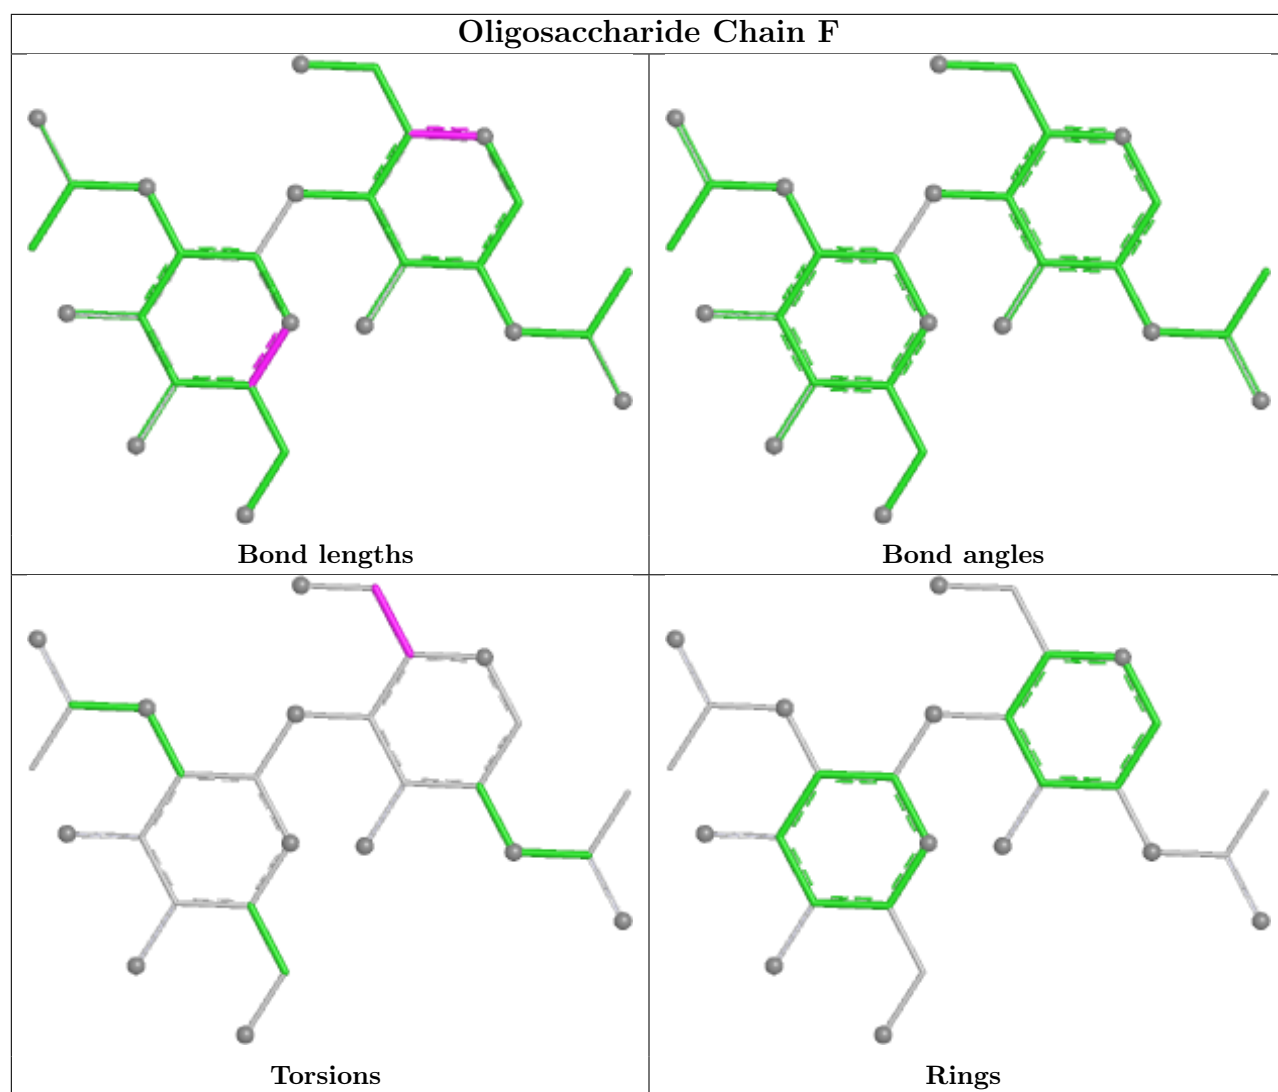 Oligosaccharide Chain F
Bond lengths
Bond angles
Torsions
Rings